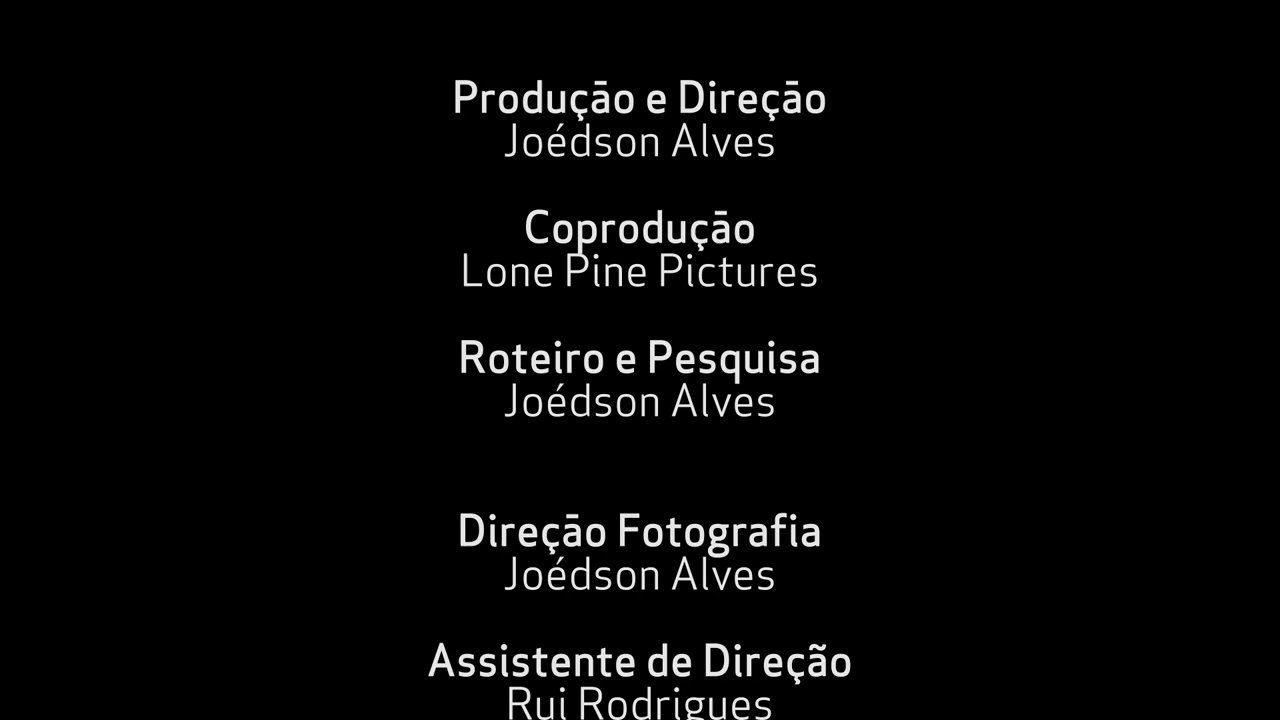 Produção e Direção
Joédson Alves
Coprodução
Lone Pine Pictures
Roteiro e Pesquisa
Joédson Alves
Direção Fotografia
Joédson Alves
Assistente de Direção
Rui Rodrigues